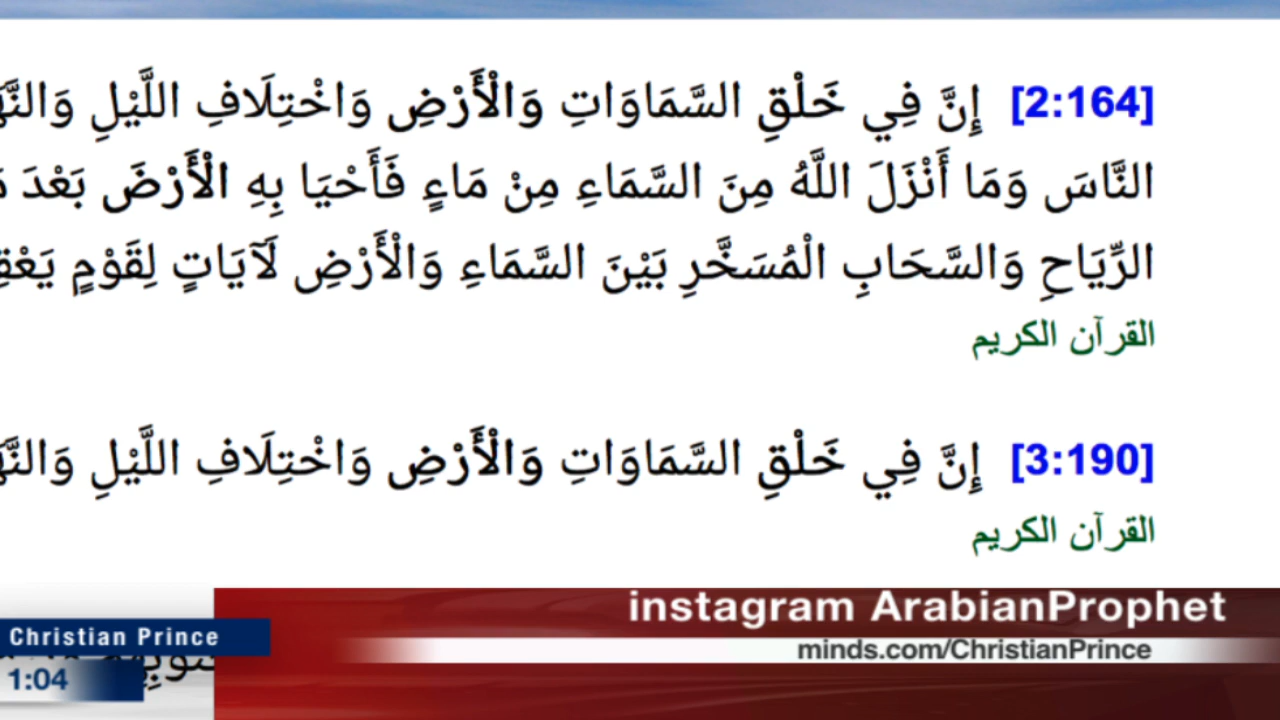 [2:164] إِنَّ فِي خَلْقِ السَّمَاوَاتِ وَالْأَرْضِ وَاخْتِلَافِ اللَّيْلِ
النَّاسَ وَمَا أَنْزَلَ اللَّهُ مِنَ السَّمَاءِ مِنْ مَاءٍ فَأَحْيَا بِهِ الْأَرْضَ بَعْدَ
الرِّيَاحِ وَالسَّحَابِ الْمُسَخَّرِ بَيْنَ السَّمَاءِ وَالْأَرْضِ لَآيَاتٍ لِقَوْمٍ
القرآن الكريم
[3:190] إِنَّ فِي خَلْقِ السَّمَاوَاتِ وَالْأَرْضِ وَاخْتِلَافِ اللَّيْلِ
القرآن الكريم
instagram ArabianProphet
Christian Prince
minds.com/ChristianPrince
1:04